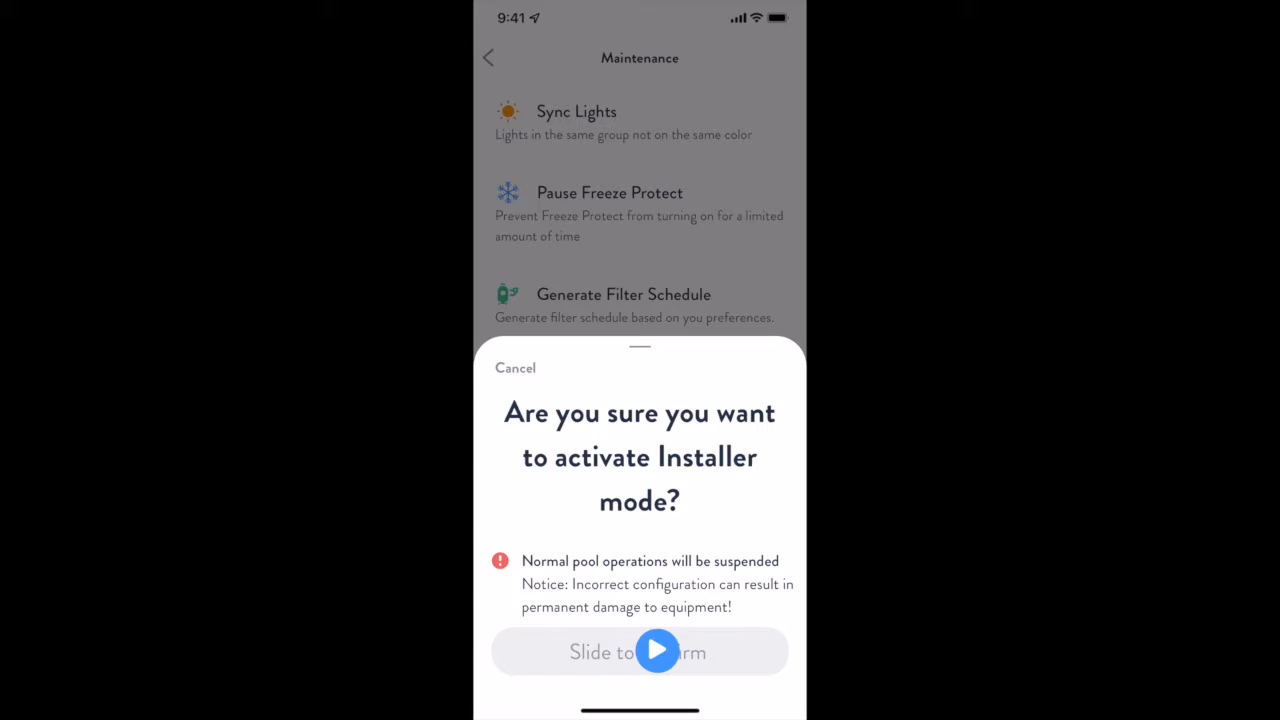 9:41
Maintenance
Sync Lights
Lights in the same group not on the same color
Pause Freeze Protect
Prevent Freeze Protect from turning on for a limited
amount of time
Generate Filter Schedule
Generate filter schedule based on you preferences.
Cancel
Are you sure you want
to activate Installer
mode?
Normal pool operations will be suspended
Notice: Incorrect configuration can result in
permanent damage to equipment!
Slide to